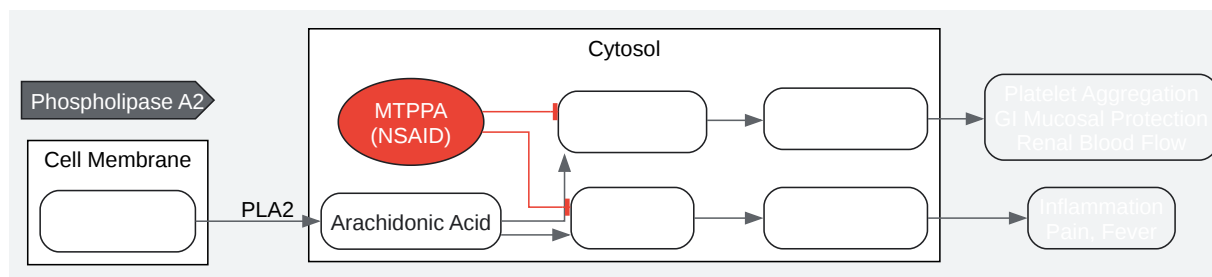 Cytosol
Phospholipase A2
MTPPA
(NSAID)
Platelet Aggregation
GI Mucosal Protection
Renal Blood Flow
Cell Membrane
PLA2
Arachidonic Acid
Inflammation
Pain, Fever